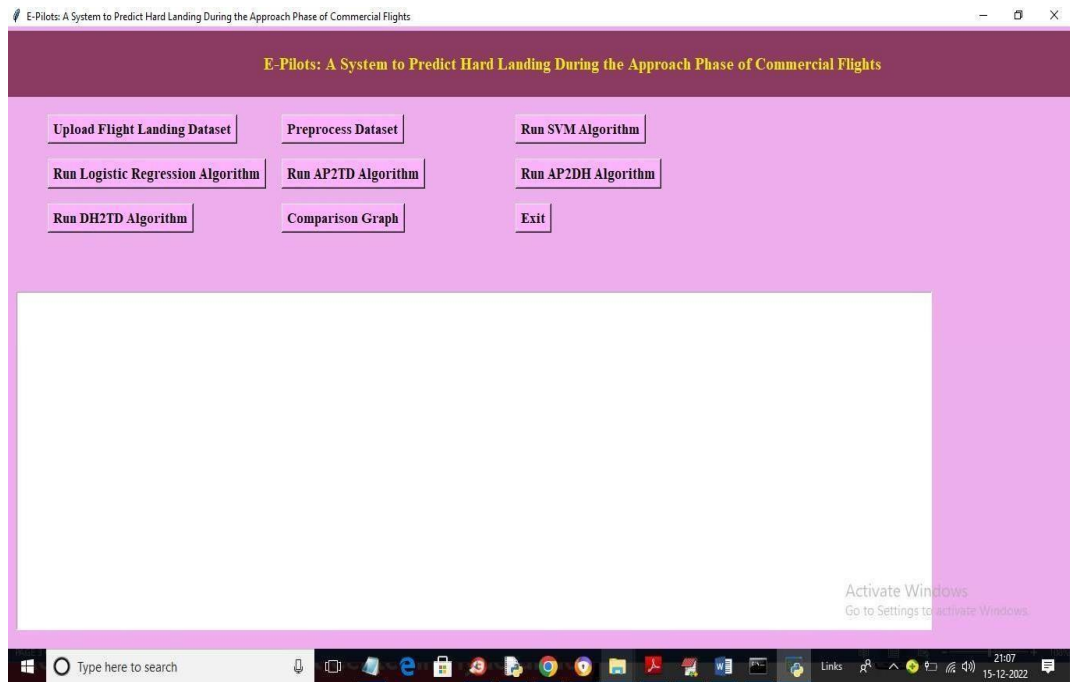 E-Pilots: A System to Predict Hard Landing During the Approach Phase of Commercial Flights
E-Pilots: A System to Predict Hard Landing During the Approach Phase of Commercial Flights
Upload Flight Landing Dataset
Preprocess Dataset
Run SVM Algorithm
Run Logistic Regression Algorithm
Run AP2TD Algorithm
Run AP2DH Algorithm
Run DH2TD Algorithm
Comparison Graph
Exit
Activate Windows
Go to Settings to activate Windows.
Type here to search
Links
21:07
15-12-2022